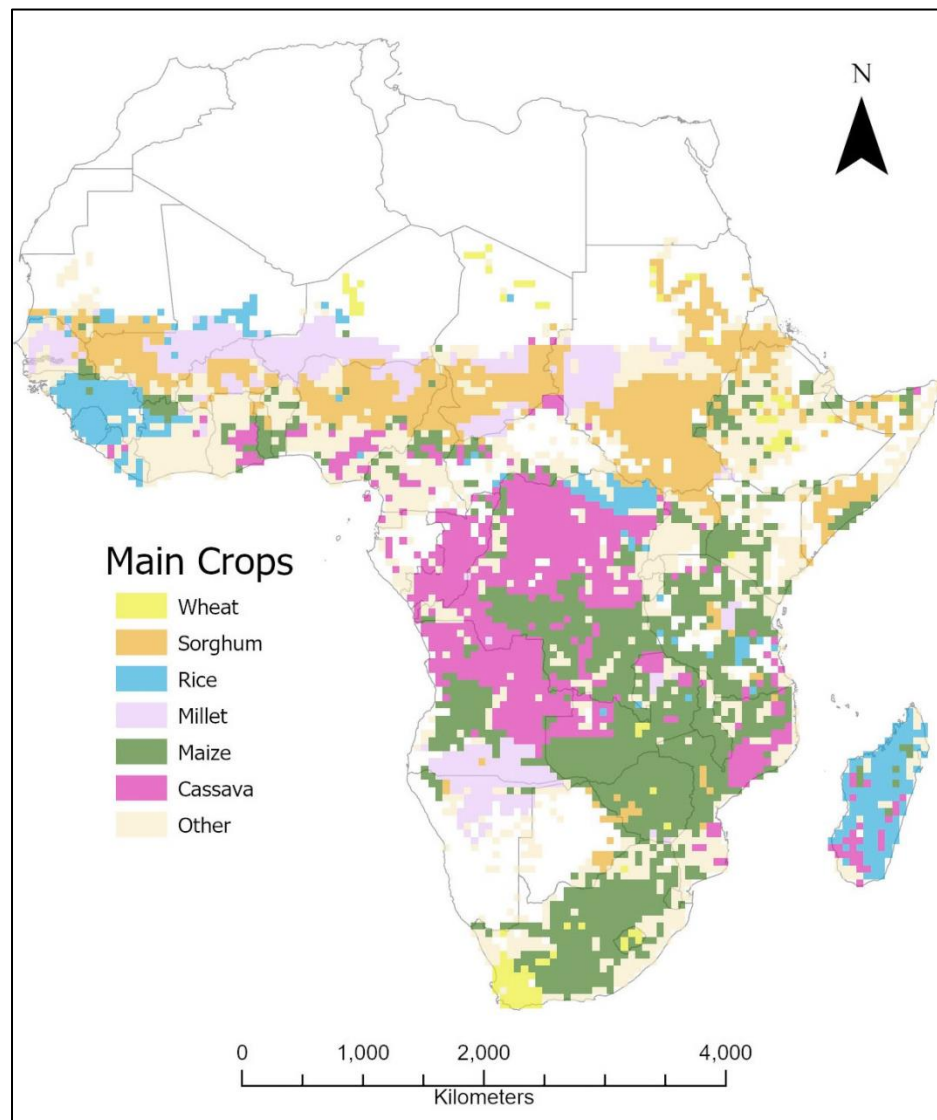 N
Main Crops
Wheat
Sorghum
Rice
Millet
Maize
Cassava
Other
0 1,000 2,000 4,000
Kilometers